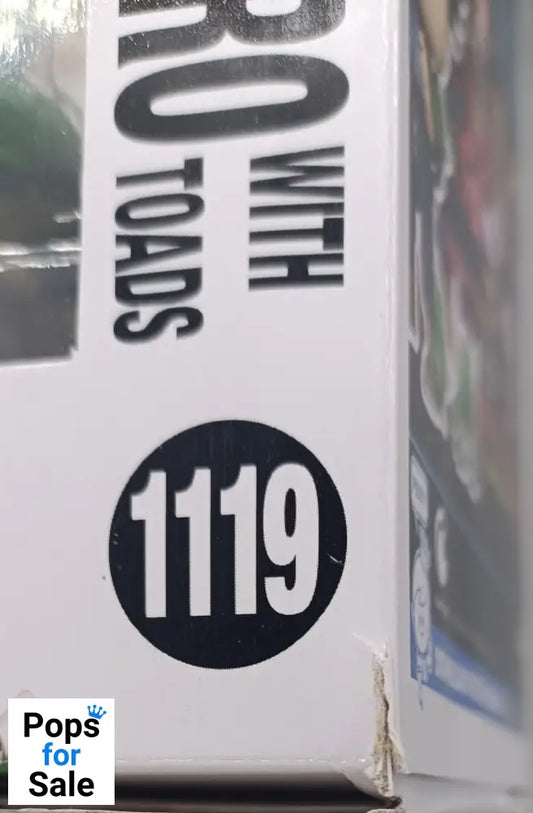 RO
WITH
TOADS
1119
Pops
for
Sale